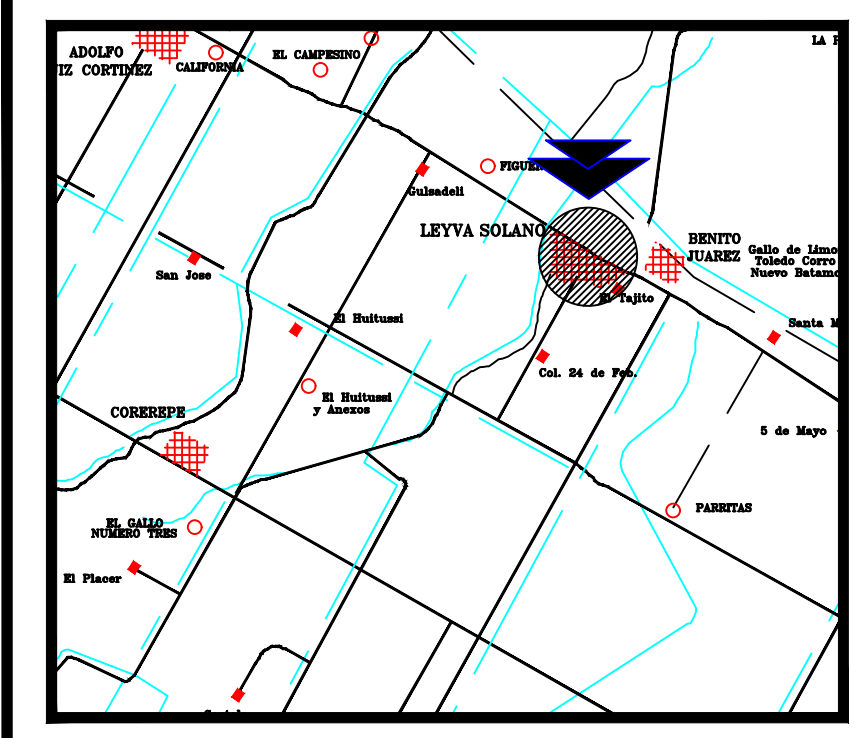 LA
ADOLFO
IZ CORTINEZ
CALIFORNIA
EL CAMPESINO
Gulsadeli
LEYVA SOLANO
BENITO
JUAREZ
Gallo de Limo
Toledo Corro
Nuevo Batamo
San Jose
El Tajito
El Huitussi
Santa M
Col. 24 de Feb.
El Huitussi
y Anexos
COREREPE
5 de Mayo
PARRITAS
EL GALLO
NUMERO TRES
El Placer